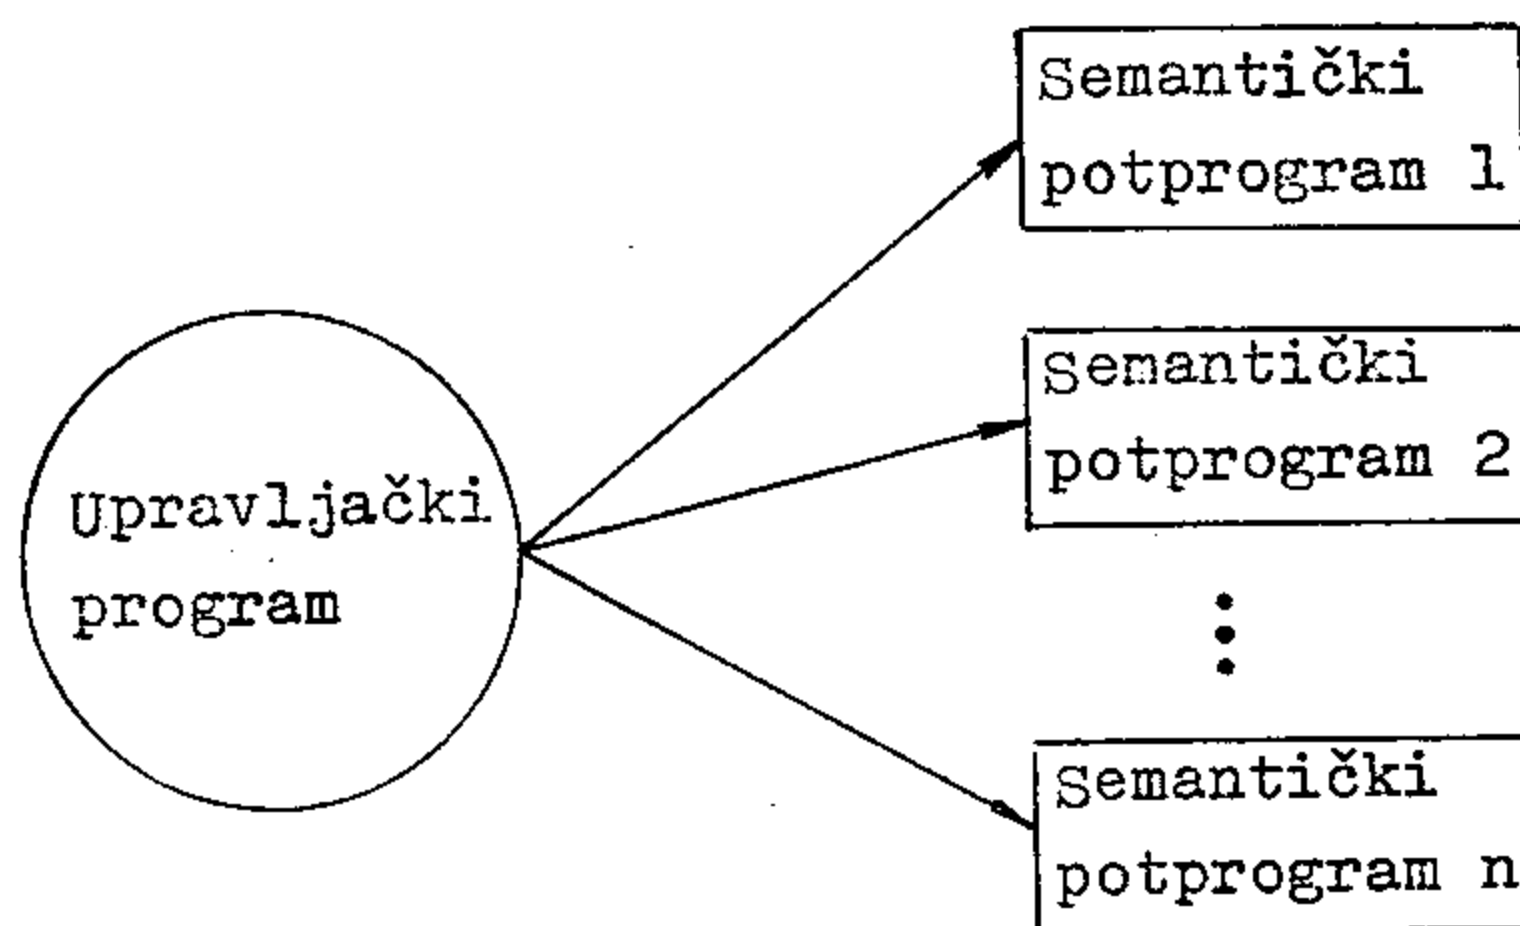 Semantički
potprogram 1
Semantički
potprogram 2
Upravljački
program
Semantički
potprogram n